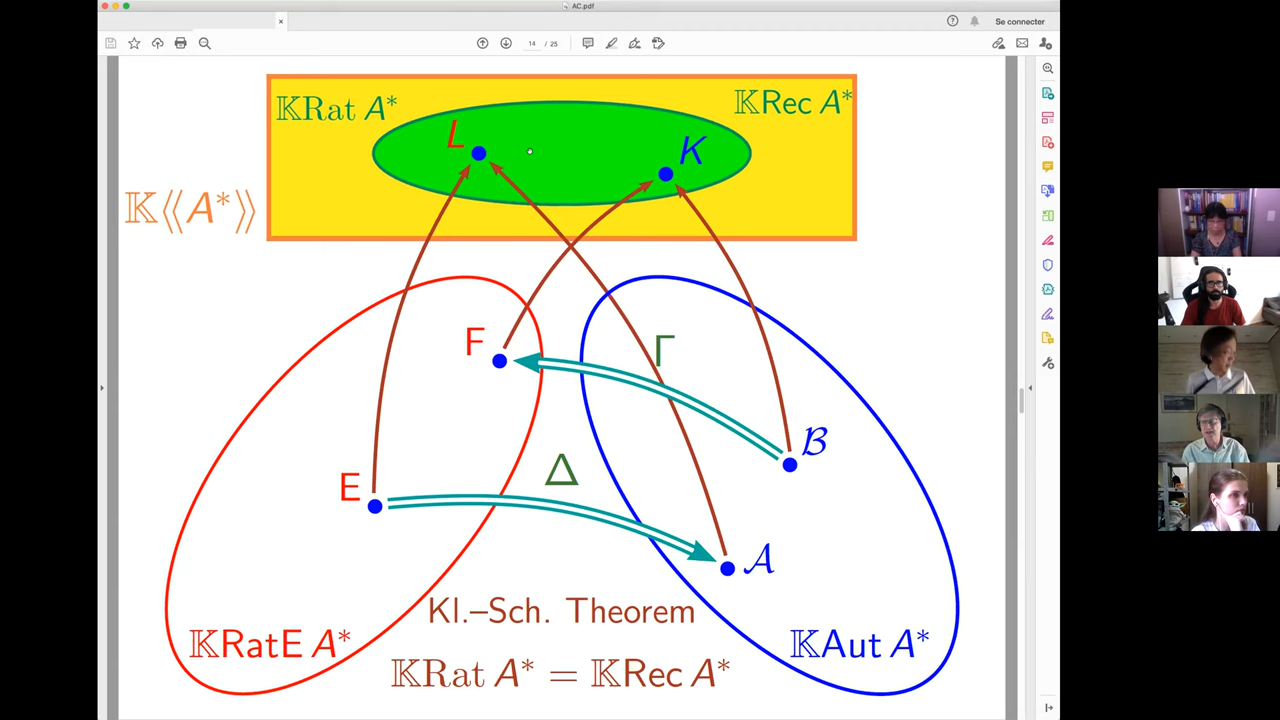 AC.pdf
Se connecter
14 / 25
𝕂Rat A*
𝕂Rec A*
L
K
𝕂⟨⟨A*⟩⟩
F
Γ
ℬ
E
Δ
𝒜
Kl.–Sch. Theorem
𝕂RatE A*
𝕂Aut A*
𝕂Rat A* = 𝕂Rec A*